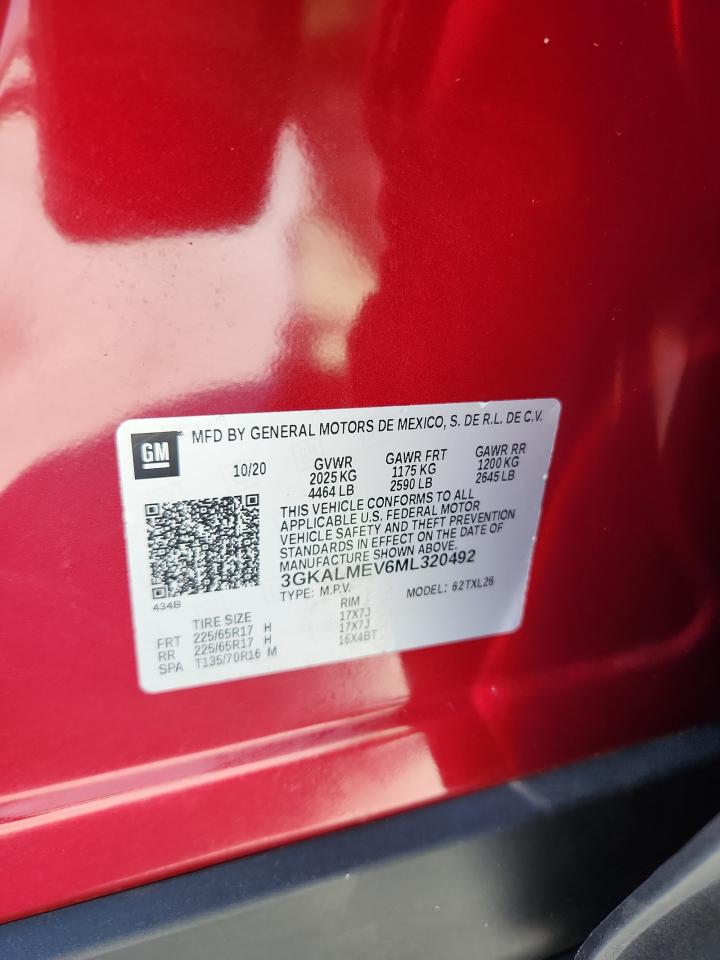 GM
MFD BY GENERAL MOTORS DE MEXICO, S. DE R.L. DE C.V.
10/20 GVWR GAWR FRT GAWR RR
2025 KG 1175 KG 1200 KG
4464 LB 2590 LB 2645 LB
THIS VEHICLE CONFORMS TO ALL
APPLICABLE U.S. FEDERAL MOTOR
VEHICLE SAFETY AND THEFT PREVENTION
STANDARDS IN EFFECT ON THE DATE OF
MANUFACTURE SHOWN ABOVE.
3GKALMEV6ML320492
TYPE: M.P.V. MODEL: 62TXL26
434B
TIRE SIZE RIM
FRT 225/65R17 H 17X7J
RR 225/65R17 H 17X7J
SPA T135/70R16 M 16X4BT